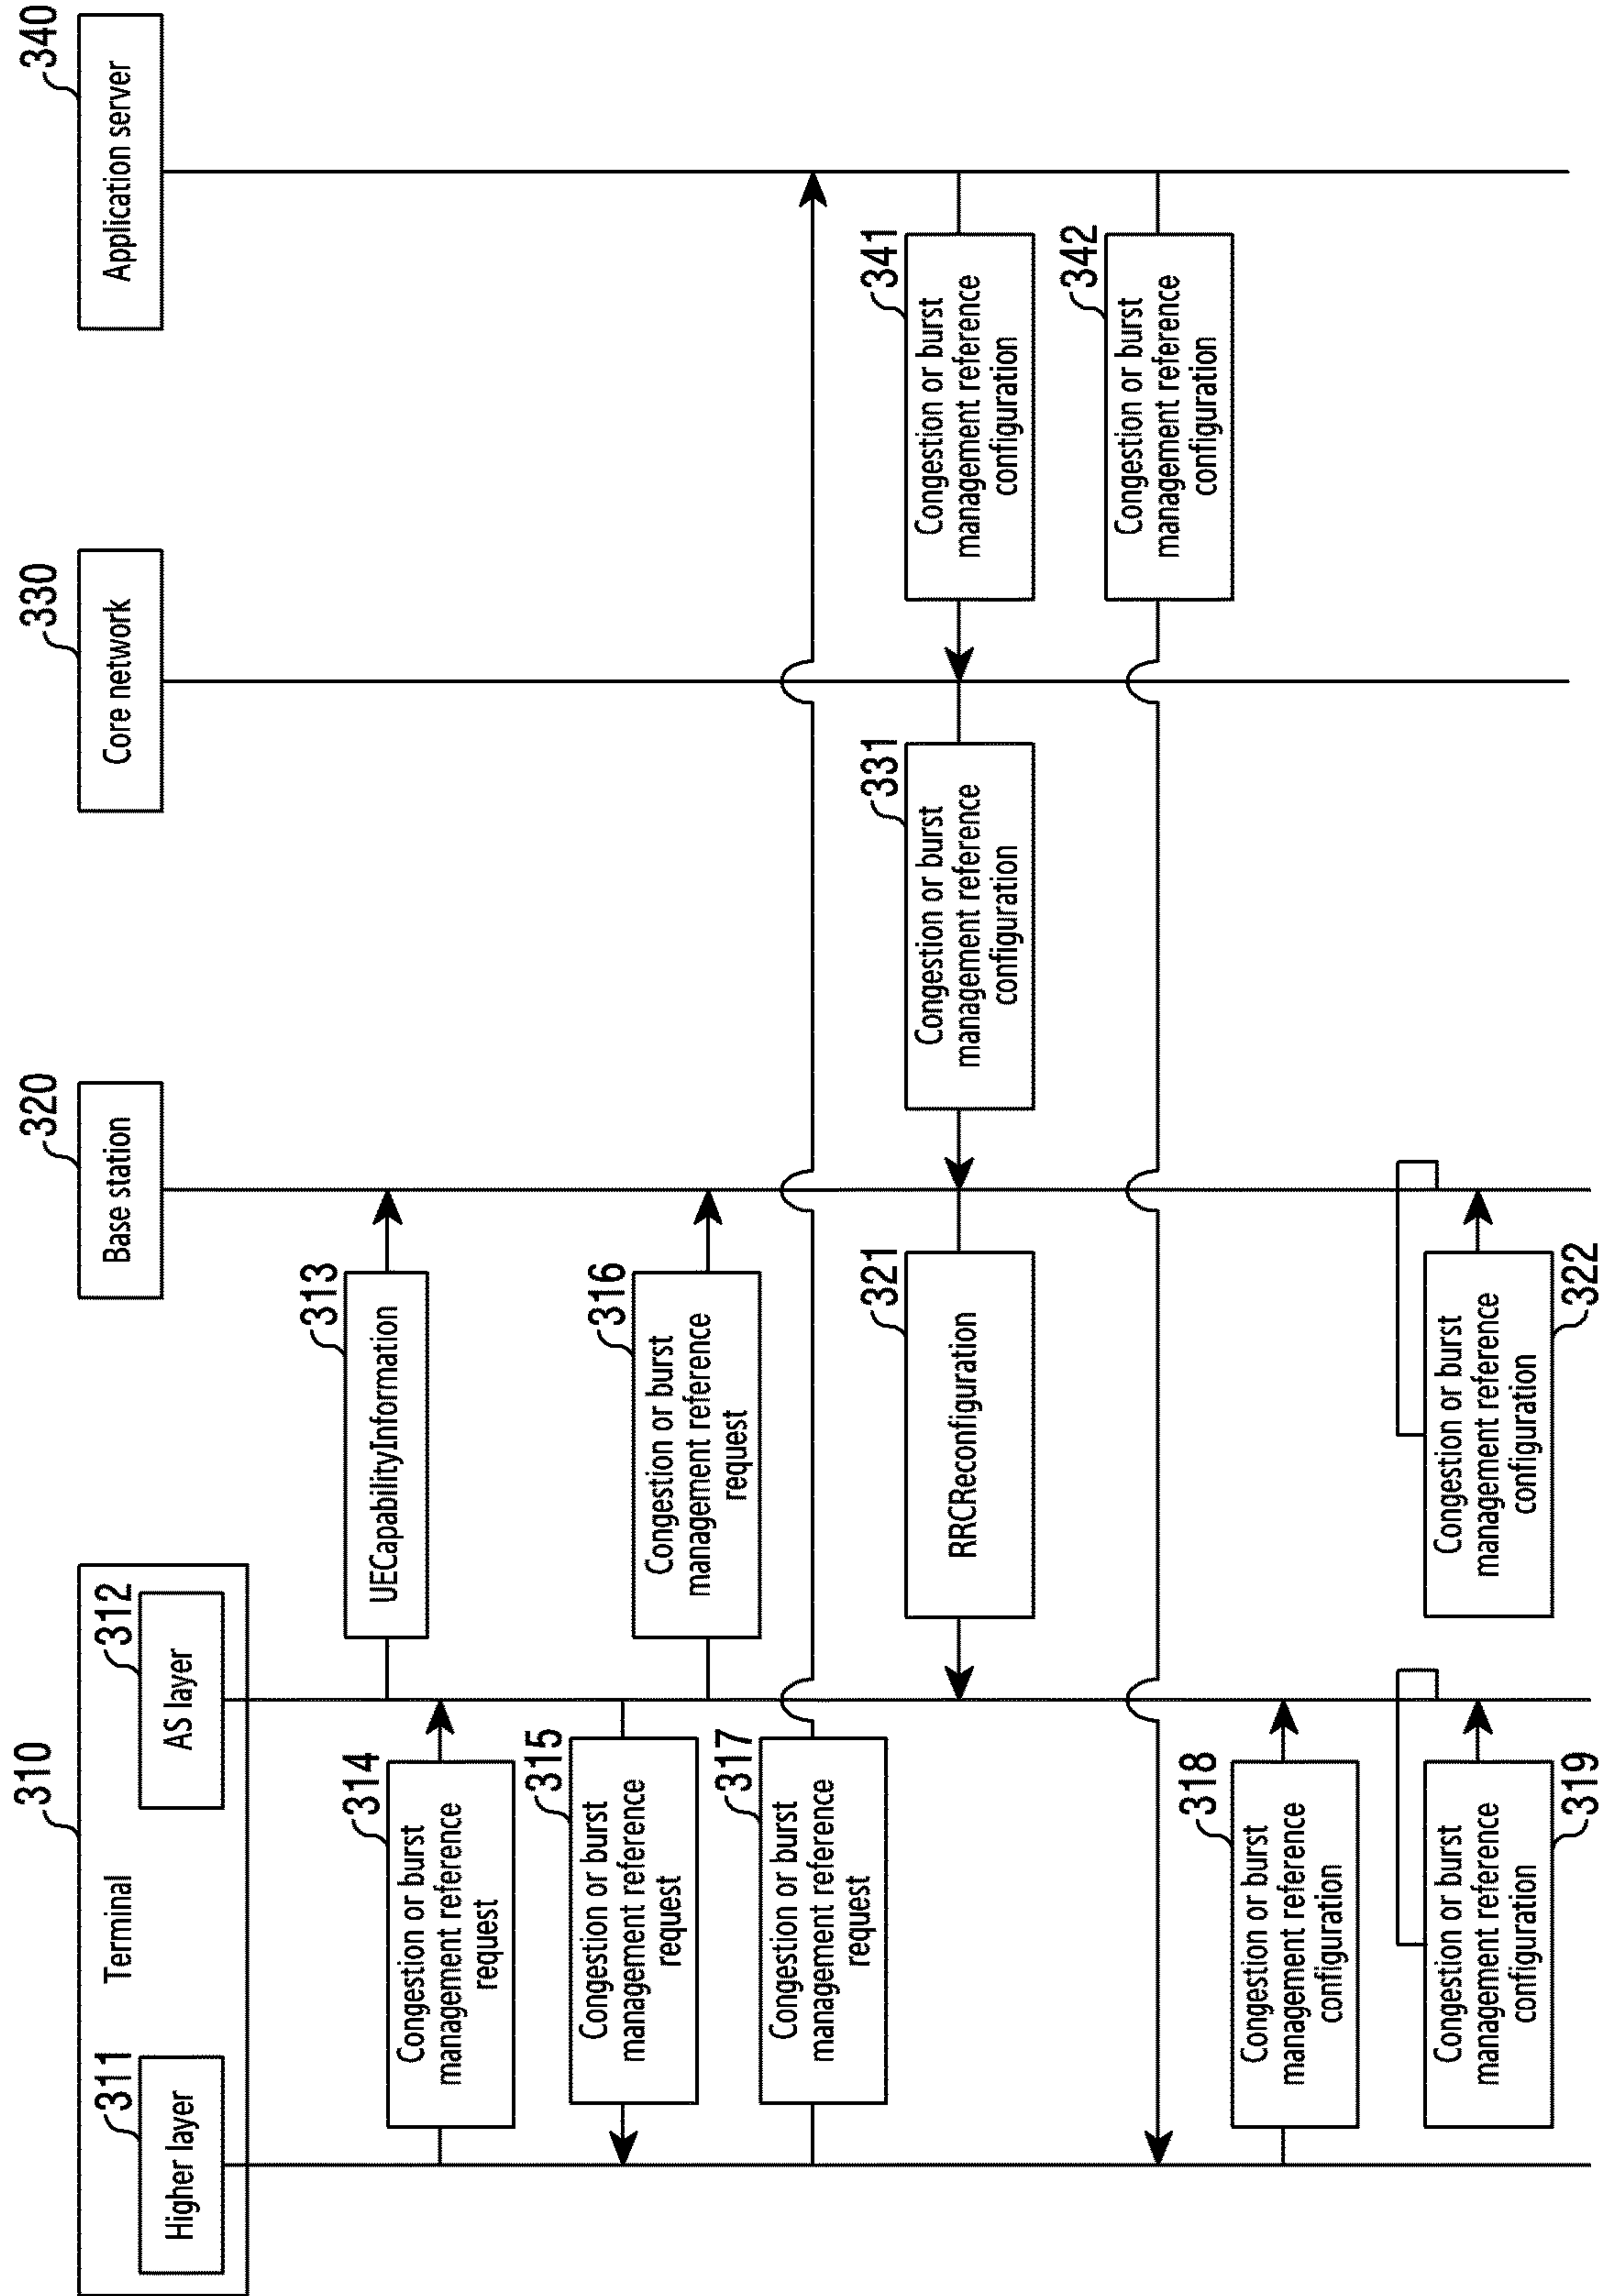 310
Terminal
311
Higher layer
312
AS layer
320
Base station
330
Core network
340
Application server
313
UECapabilityInformation
314
Congestion or burst
management reference
request
315
Congestion or burst
management reference
request
316
Congestion or burst
management reference
request
317
Congestion or burst
management reference
request
341
Congestion or burst
management reference
configuration
331
Congestion or burst
management reference
configuration
321
RRCReconfiguration
342
Congestion or burst
management reference
configuration
318
Congestion or burst
management reference
configuration
Congestion or burst
management reference
configuration
319
Congestion or burst
management reference
configuration
322